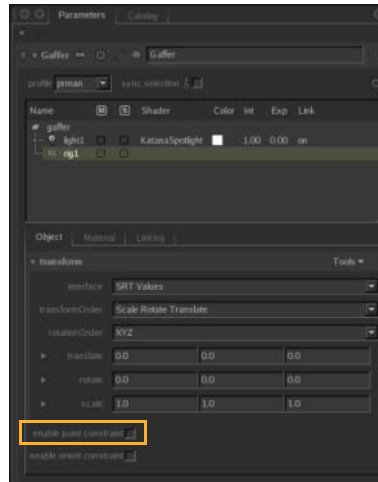 Parameters Catalog
Gaffer Gaffer
profile prman sync selection
Name M S Shader Color Int Exp Link
gaffer
light1 KatanaSpotlight 1.00 0.00 on
rig1
Object Material Linking
transform Tools
interface SRT Values
transformOrder Scale Rotate Translate
rotationOrder XYZ
translate 0.0 0.0 0.0
rotate 0.0 0.0 0.0
scale 1.0 1.0 1.0
enable point constraint
enable orient constraint